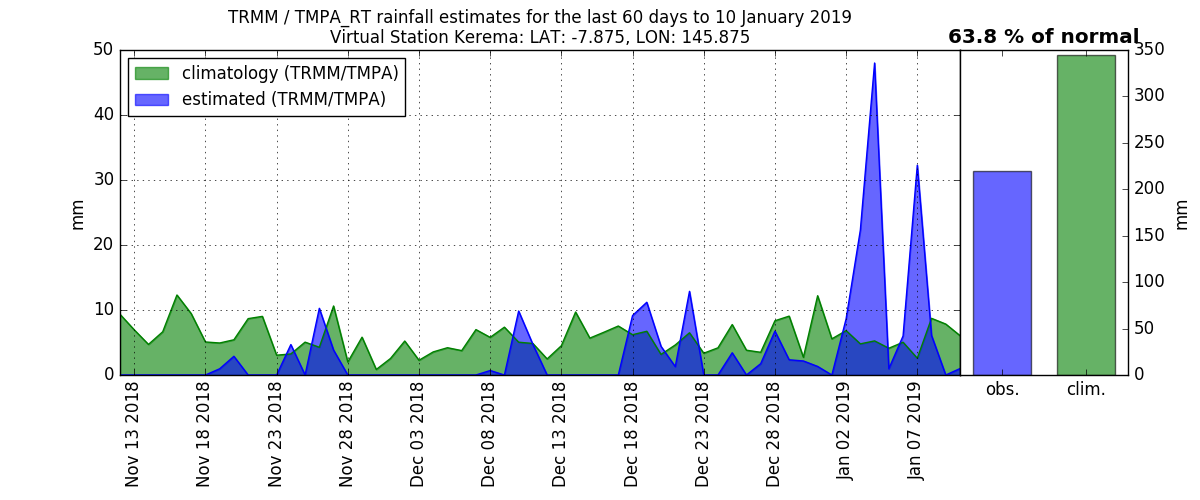 TRMM / TMPA_RT rainfall estimates for the last 60 days to 10 January 2019
Virtual Station Kerema: LAT: -7.875, LON: 145.875
63.8 % of normal
climatology (TRMM/TMPA)
estimated (TRMM/TMPA)
50
40
30
20
10
0
mm
350
300
250
200
150
100
50
0
mm
Nov 13 2018
Nov 18 2018
Nov 23 2018
Nov 28 2018
Dec 03 2018
Dec 08 2018
Dec 13 2018
Dec 18 2018
Dec 23 2018
Dec 28 2018
Jan 02 2019
Jan 07 2019
obs.
clim.